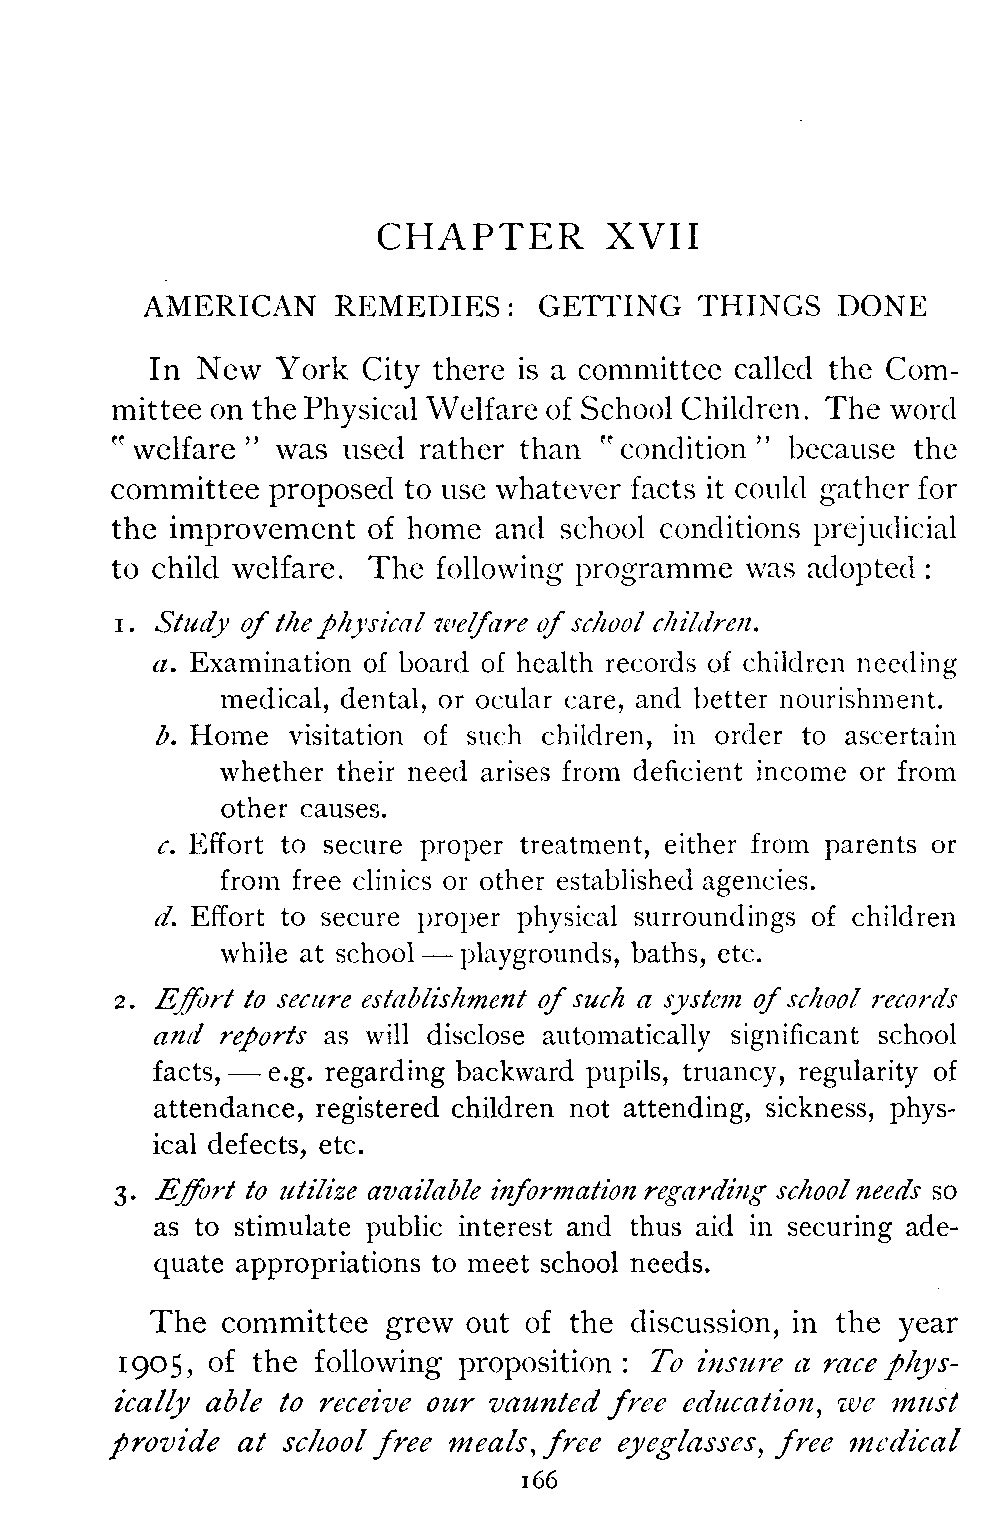 CHAPTER XVII
AMERICAN REMEDIES: GETTING THINGS DONE
In New York City there is a committee called the Com-
mittee on the Physical Welfare of School Children. The word
"welfare" was used rather than "condition" because the
committee proposed to use whatever facts it could gather for
the improvement of home and school conditions prejudicial
to child welfare. The following programme was adopted:
1. Study of the physical welfare of school children.
a. Examination of board of health records of children needing
medical, dental, or ocular care, and better nourishment.
b. Home visitation of such children, in order to ascertain
whether their need arises from deficient income or from
other causes.
c. Effort to secure proper treatment, either from parents or
from free clinics or other established agencies.
d. Effort to secure proper physical surroundings of children
while at school — playgrounds, baths, etc.
2. Effort to secure establishment of such a system of school records
and reports as will disclose automatically significant school
facts, — e.g. regarding backward pupils, truancy, regularity of
attendance, registered children not attending, sickness, phys-
ical defects, etc.
3. Effort to utilize available information regarding school needs so
as to stimulate public interest and thus aid in securing ade-
quate appropriations to meet school needs.
The committee grew out of the discussion, in the year
1905, of the following proposition: To insure a race phys-
ically able to receive our vaunted free education, we must
provide at school free meals, free eyeglasses, free medical
166